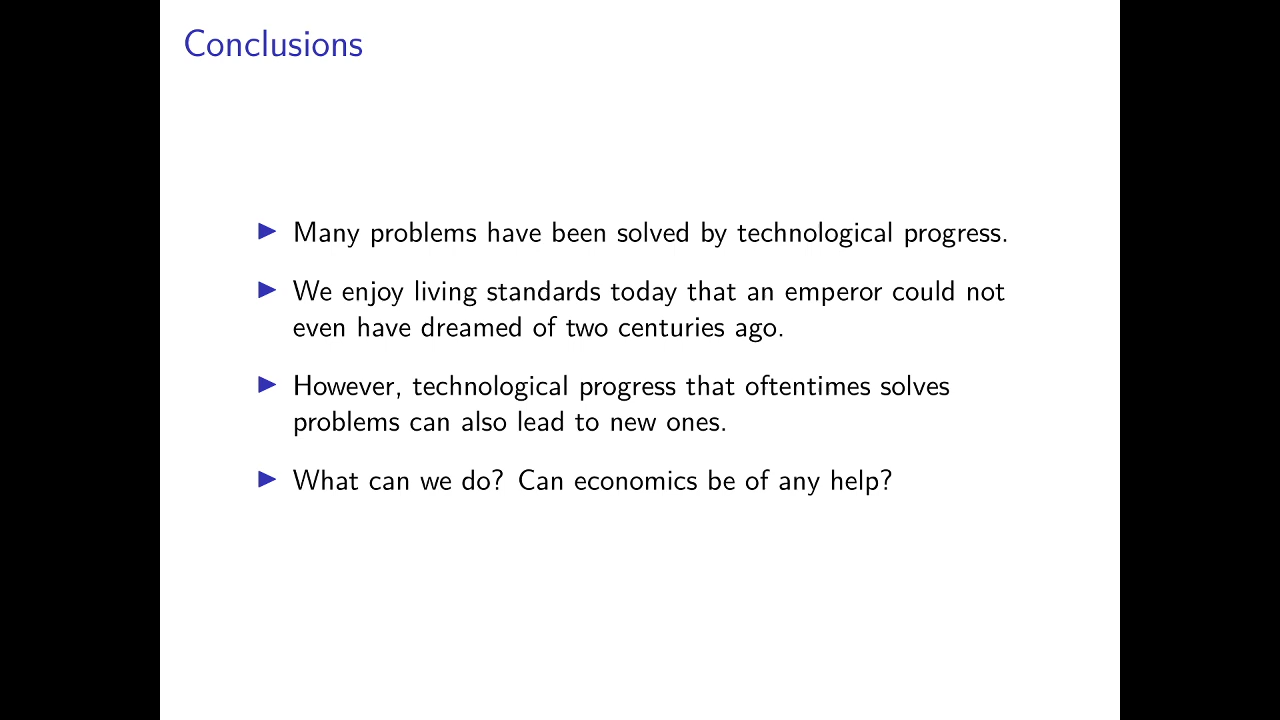 Conclusions
Many problems have been solved by technological progress.
We enjoy living standards today that an emperor could not
even have dreamed of two centuries ago.
However, technological progress that oftentimes solves
problems can also lead to new ones.
What can we do? Can economics be of any help?